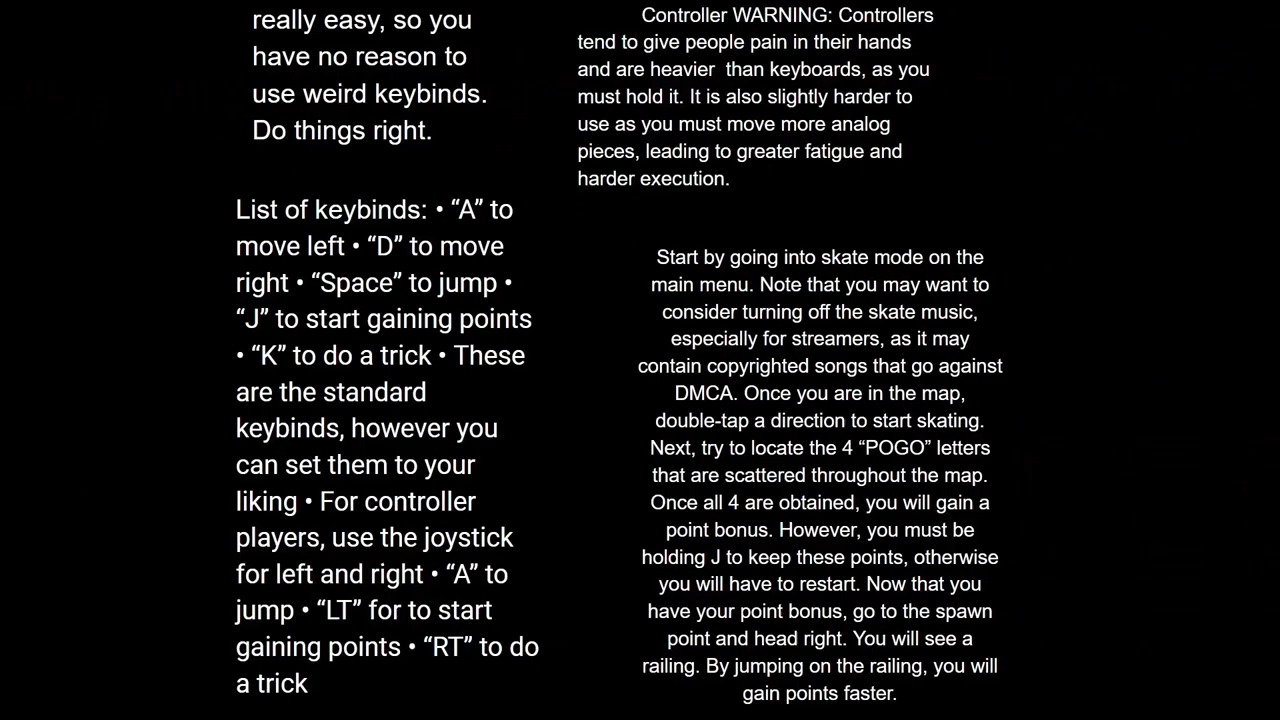 really easy, so you
have no reason to
use weird keybinds.
Do things right.
List of keybinds: • “A” to
move left • “D” to move
right • “Space” to jump •
“J” to start gaining points
• “K” to do a trick • These
are the standard
keybinds, however you
can set them to your
liking • For controller
players, use the joystick
for left and right • “A” to
jump • “LT” for to start
gaining points • “RT” to do
a trick
Controller WARNING: Controllers
tend to give people pain in their hands
and are heavier  than keyboards, as you
must hold it. It is also slightly harder to
use as you must move more analog
pieces, leading to greater fatigue and
harder execution.
Start by going into skate mode on the
main menu. Note that you may want to
consider turning off the skate music,
especially for streamers, as it may
contain copyrighted songs that go against
DMCA. Once you are in the map,
double-tap a direction to start skating.
Next, try to locate the 4 “POGO” letters
that are scattered throughout the map.
Once all 4 are obtained, you will gain a
point bonus. However, you must be
holding J to keep these points, otherwise
you will have to restart. Now that you
have your point bonus, go to the spawn
point and head right. You will see a
railing. By jumping on the railing, you will
gain points faster.